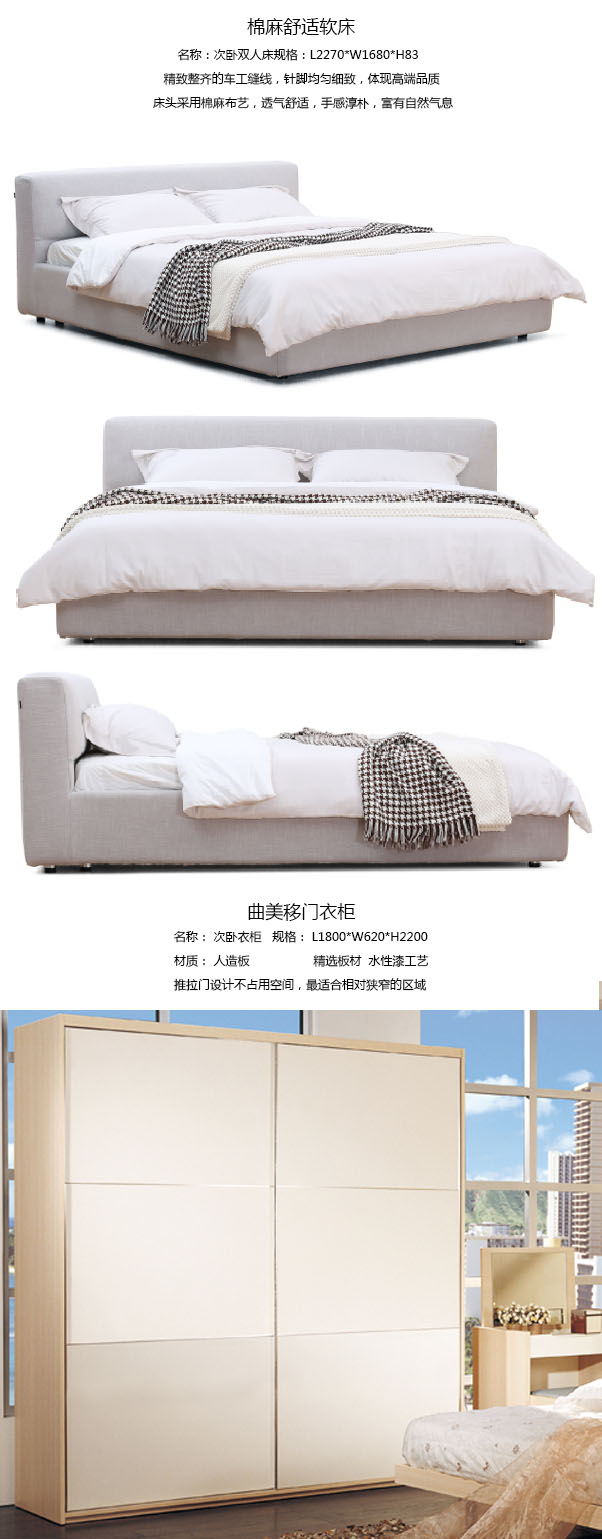 棉麻舒适软床
名称：次卧双人床规格：L2270*W1680*H83
精致整齐的车工缝线，针脚均匀细致，体现高端品质
床头采用棉麻布艺，透气舒适，手感淳朴，富有自然气息
曲美移门衣柜
名称： 次卧衣柜 规格： L1800*W620*H2200
材质： 人造板 精选板材 水性漆工艺
推拉门设计不占用空间，最适合相对狭窄的区域